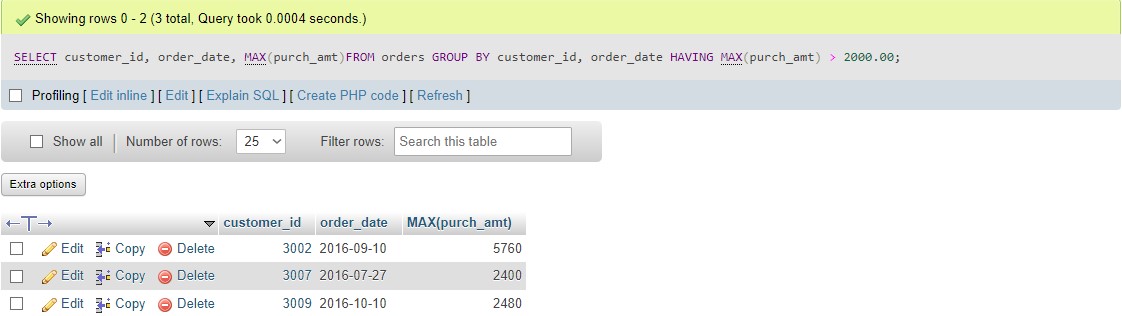 Showing rows 0 - 2 (3 total, Query took 0.0004 seconds.)
SELECT customer_id, order_date, MAX(purch_amt)FROM orders GROUP BY customer_id, order_date HAVING MAX(purch_amt) > 2000.00;
Profiling [ Edit inline ] [ Edit ] [ Explain SQL ] [ Create PHP code ] [ Refresh ]
Show all Number of rows: 25 Filter rows: Search this table
Extra options
customer_id order_date MAX(purch_amt)
Edit Copy Delete 3002 2016-09-10 5760
Edit Copy Delete 3007 2016-07-27 2400
Edit Copy Delete 3009 2016-10-10 2480